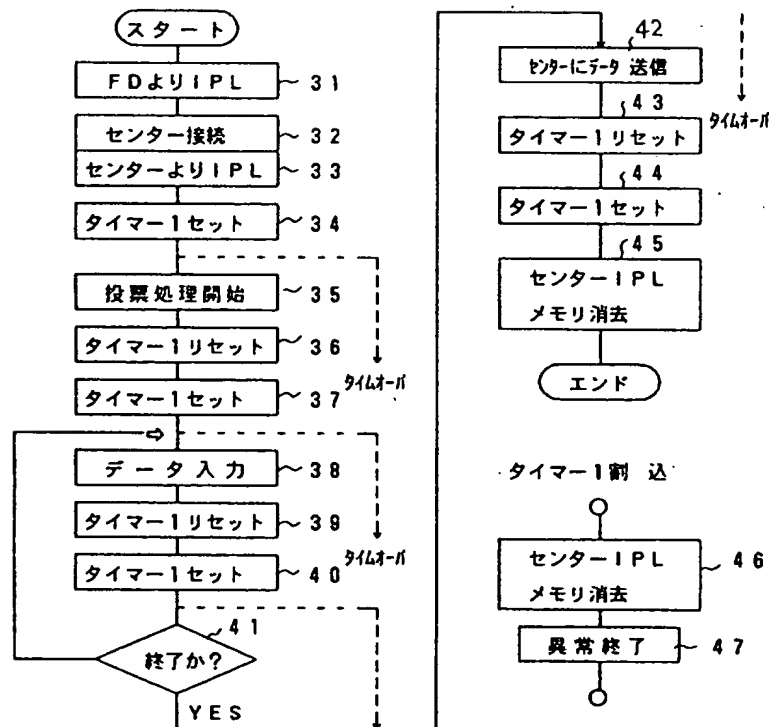 スタート
FDよりIPL
31
センター接続
32
センターよりIPL
33
タイマー1セット
34
投票処理開始
35
タイマー1リセット
36
タイマー1セット
37
タイムオーバ
データ入力
38
タイマー1リセット
39
タイマー1セット
40
タイムオーバ
41
終了か?
YES
42
センターにデータ 送信
タイムオーバ
43
タイマー1リセット
44
タイマー1セット
45
センターIPL
メモリ消去
エンド
タイマー1割 込
センターIPL
メモリ消去
46
異常終了
47